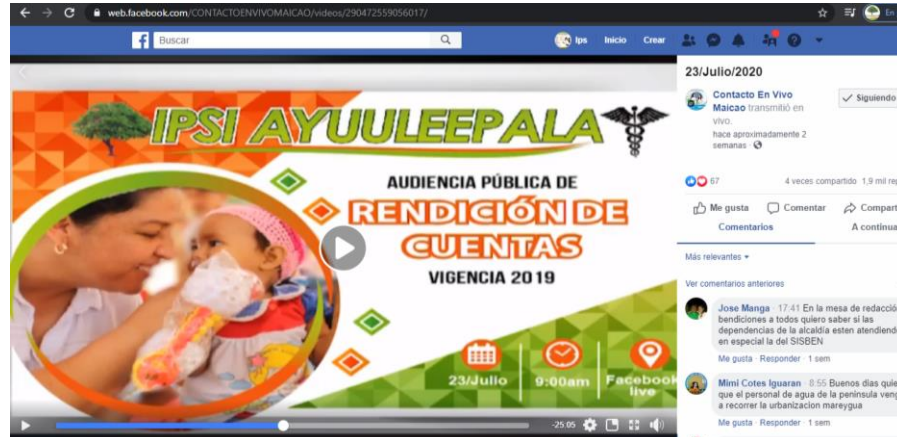 web.facebook.com/CONTACTOENVIVOMAICAO/videos/290472559056017/
En
Buscar
Ips
Inicio
Crear
IPSI AYUULEEPALA
AUDIENCIA PÚBLICA DE
RENDICIÓN DE
CUENTAS
VIGENCIA 2019
23/Julio
9:00am
Facebook
live
-25:05
23/Julio/2020
Contacto En Vivo
Maicao transmitió en
vivo.
Siguiendo
hace aproximadamente 2
semanas ·
67
4 veces compartido 1,9 mil rep
Me gusta
Comentar
Compart
Comentarios
A continua
Más relevantes
Ver comentarios anteriores
Jose Manga · 17:41 En la mesa de redacció
bendiciones a todos quiero saber si las
dependencias de la alcaldía esten atendiend
en especial la del SISBEN
Me gusta · Responder · 1 sem
Mimi Cotes Iguaran · 8:55 Buenos dias quie
que el personal de agua de la peninsula veng
a recorrer la urbanizacion mareygua
Me gusta · Responder · 1 sem